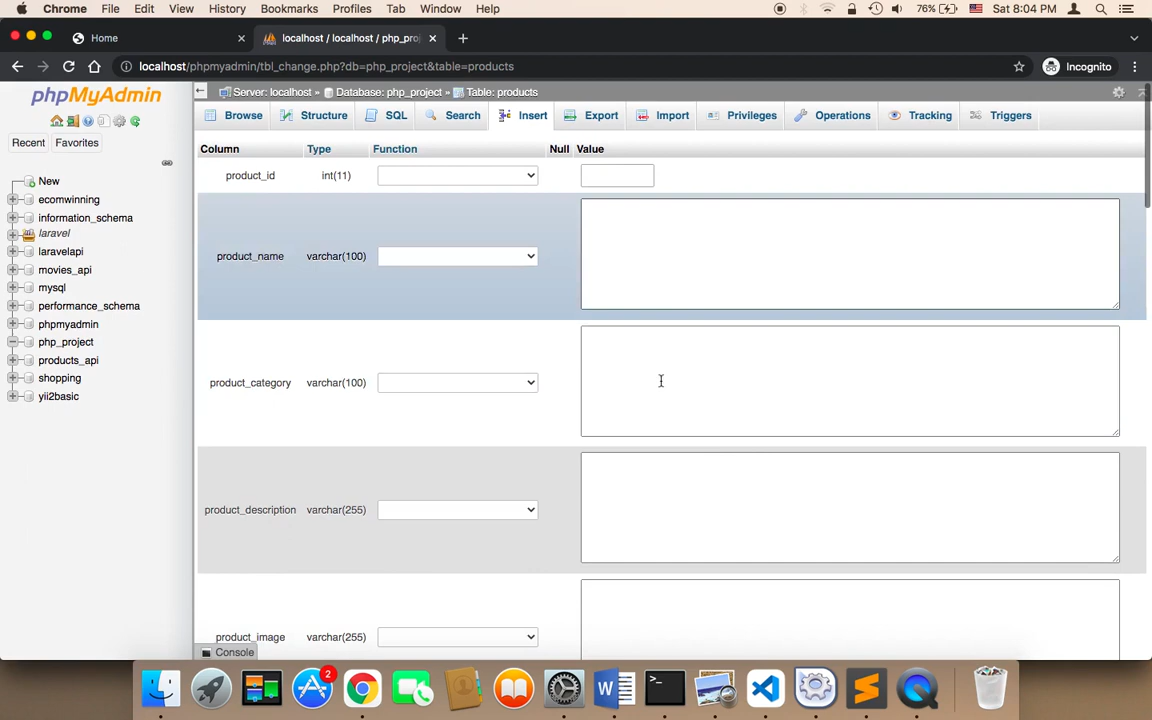 Chrome File Edit View History Bookmarks Profiles Tab Window Help 76% Sat 8:04 PM
Home localhost / localhost / php_pro
localhost/phpmyadmin/tbl_change.php?db=php_project&table=products Incognito
phpMyAdmin
Recent Favorites
New
ecomwinning
information_schema
laravel
laravelapi
movies_api
mysql
performance_schema
phpmyadmin
php_project
products_api
shopping
yii2basic
Server: localhost » Database: php_project » Table: products
Browse Structure SQL Search Insert Export Import Privileges Operations Tracking Triggers
Column Type Function Null Value
product_id int(11)
product_name varchar(100)
product_category varchar(100)
product_description varchar(255)
product_image varchar(255)
Console
2